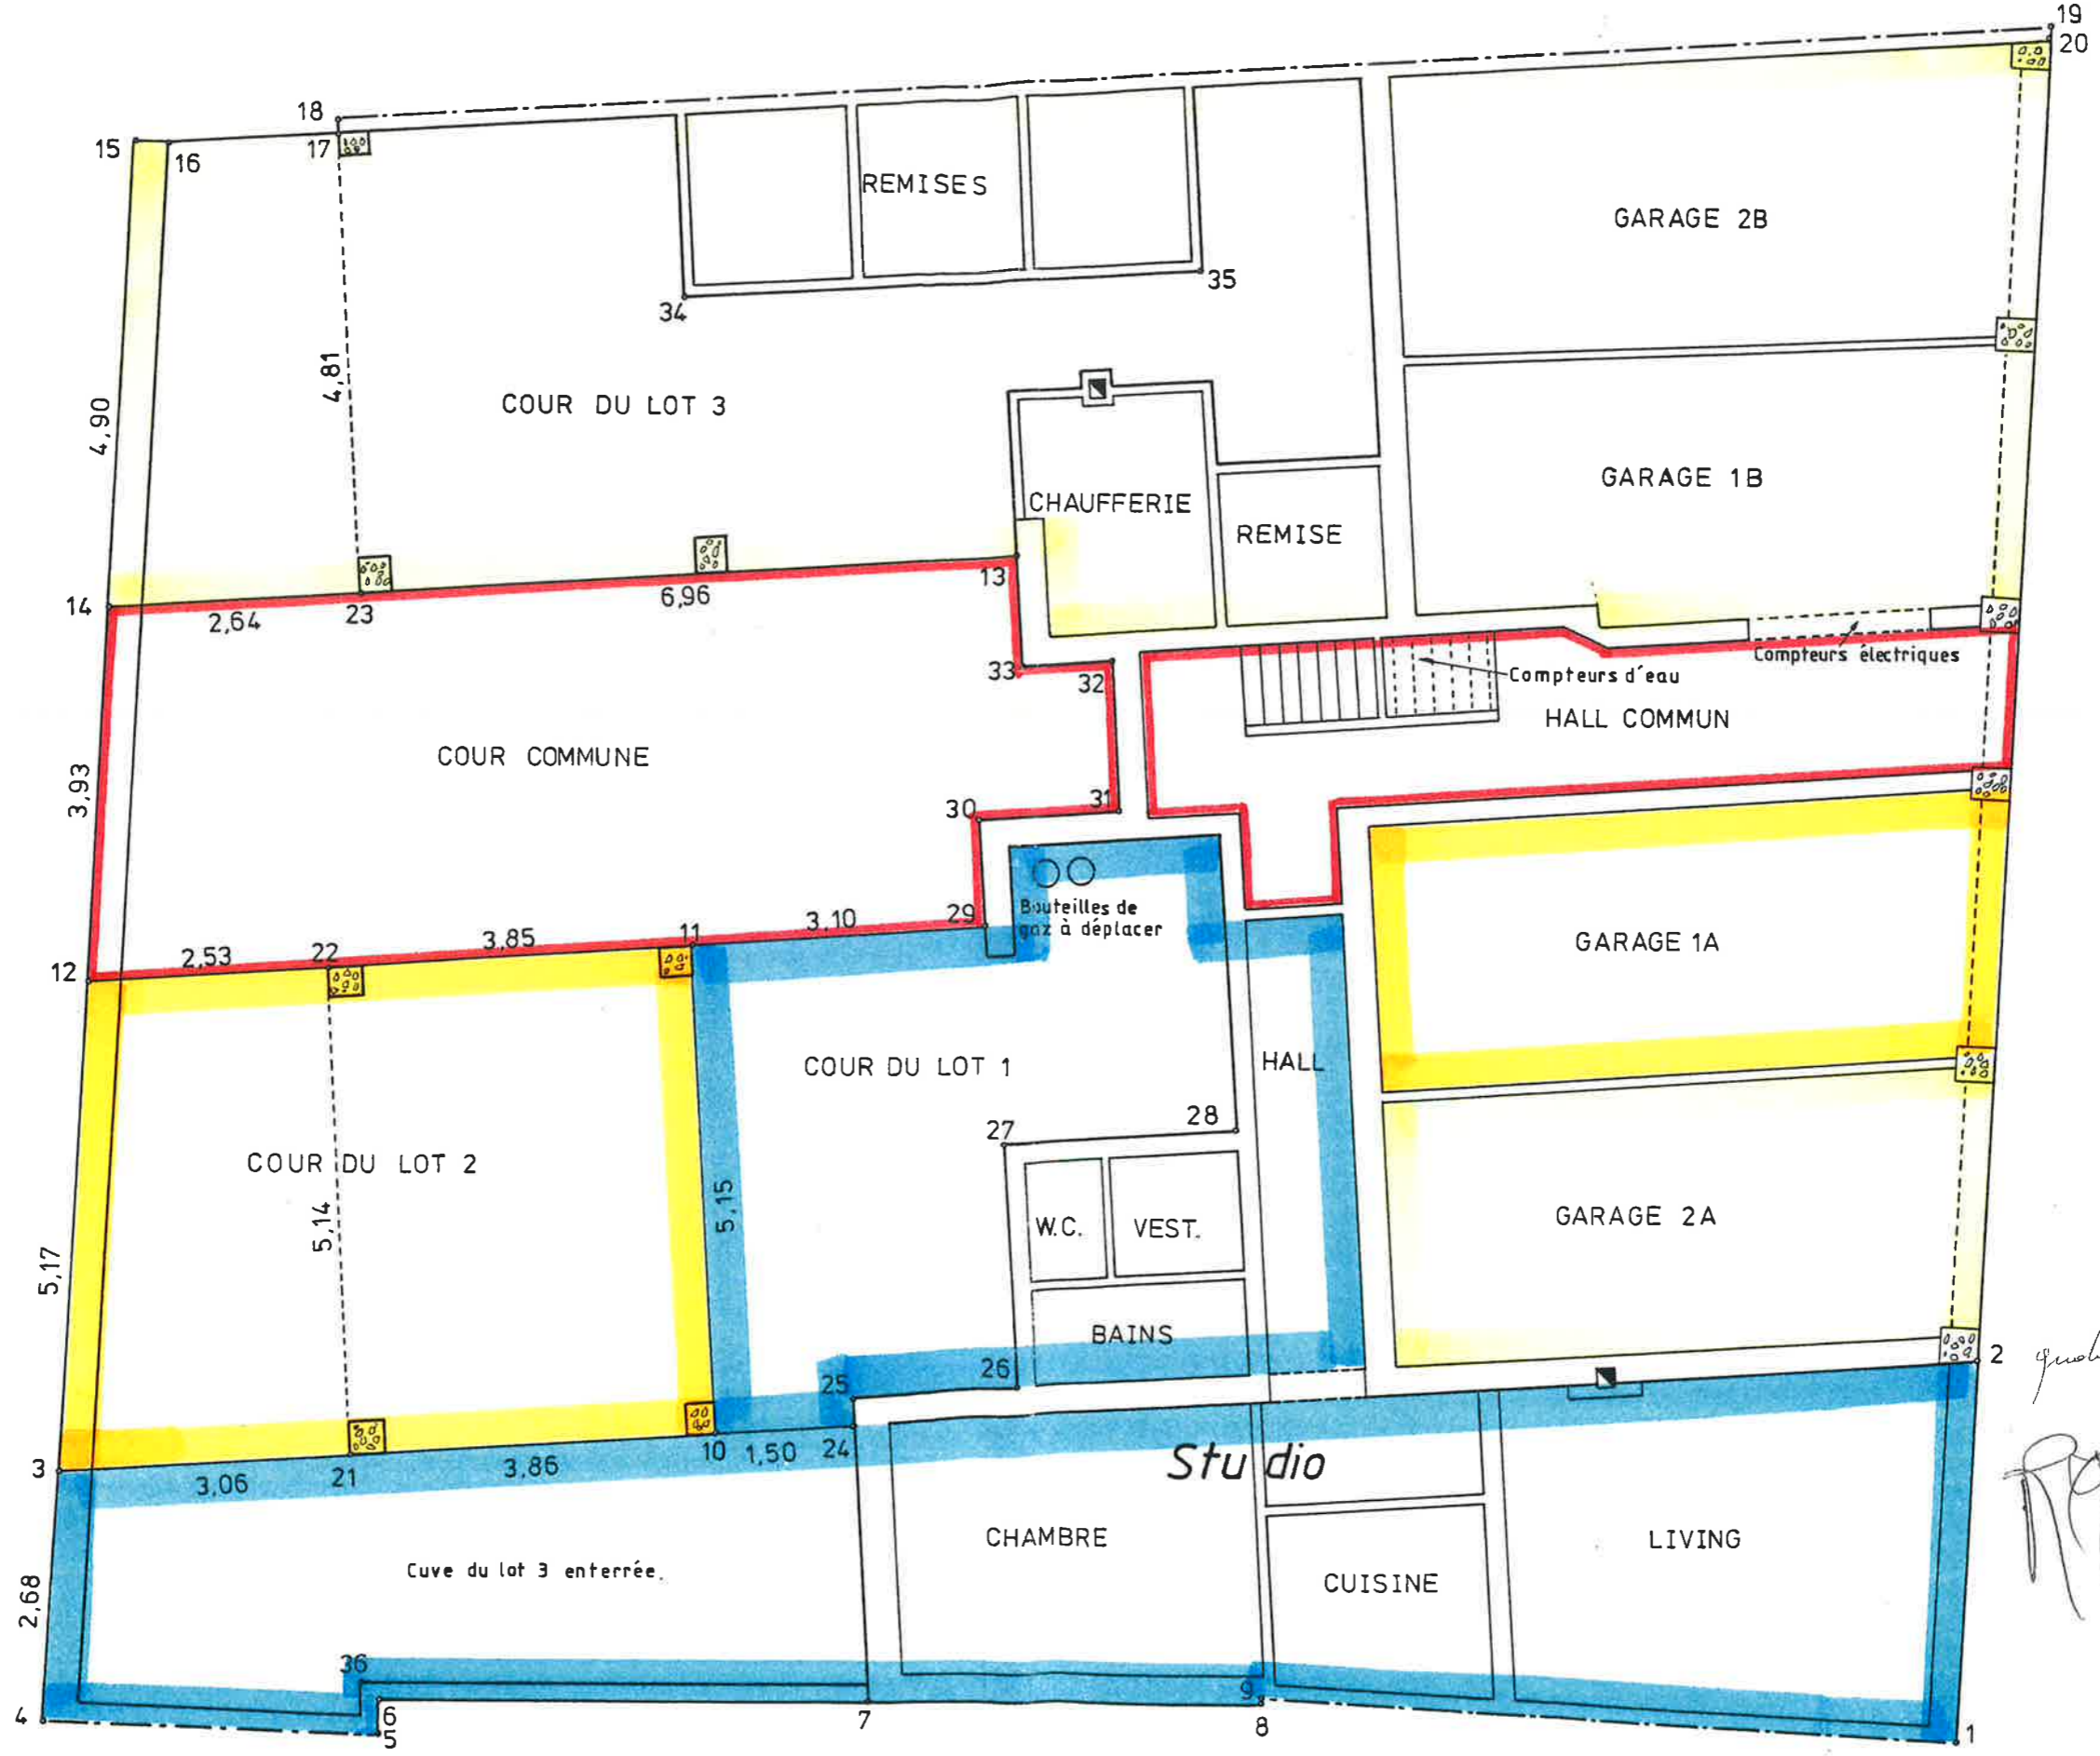 19
20
18
15
16
17
REMISES
GARAGE 2B
35
34
4,81
COUR DU LOT 3
4,90
CHAUFFERIE
GARAGE 1B
REMISE
13
14
2,64
23
6,96
33
32
Compteurs d'eau
Compteurs électriques
HALL COMMUN
COUR COMMUNE
3,93
30
31
Bouteilles de
gaz à déplacer
29
3,10
11
3,85
22
2,53
12
GARAGE 1A
COUR DU LOT 1
HALL
28
27
COUR DU LOT 2
5,14
5,15
W.C.
VEST.
GARAGE 2A
5,17
BAINS
2
26
25
3
3,06
21
3,86
10
1,50
24
Studio
CHAMBRE
LIVING
CUISINE
Cuve du lot 3 enterrée.
2,68
36
4
6
5
7
9
8
1